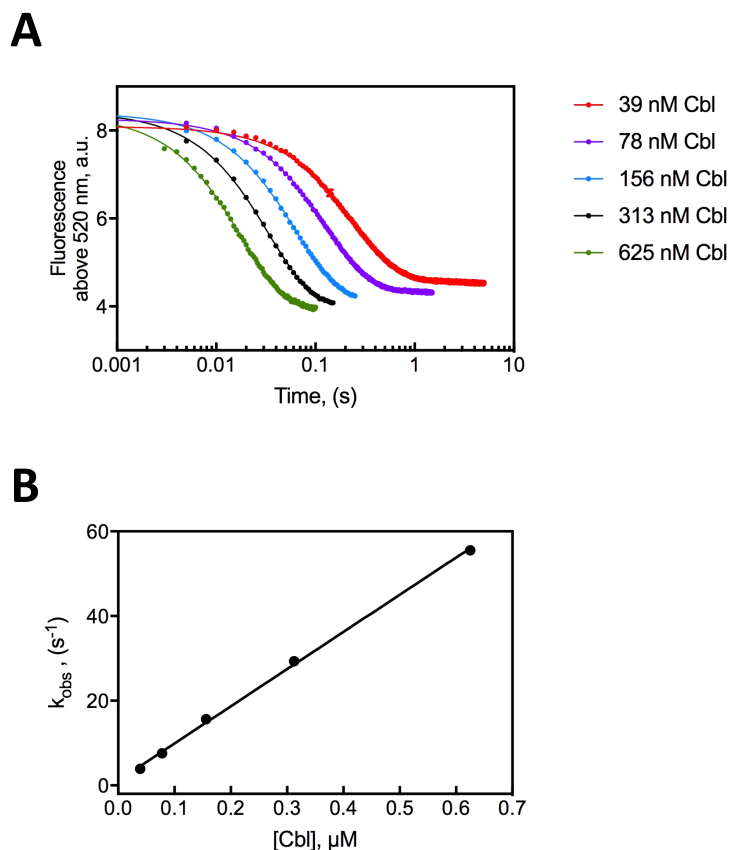 A
8
6
4
Fluorescence
above 520 nm, a.u.
0.001 0.01 0.1 1 10
Time, (s)
39 nM Cbl
78 nM Cbl
156 nM Cbl
313 nM Cbl
625 nM Cbl
B
60
40
20
0
kobs , (s-1)
0.0 0.1 0.2 0.3 0.4 0.5 0.6 0.7
[Cbl], µM